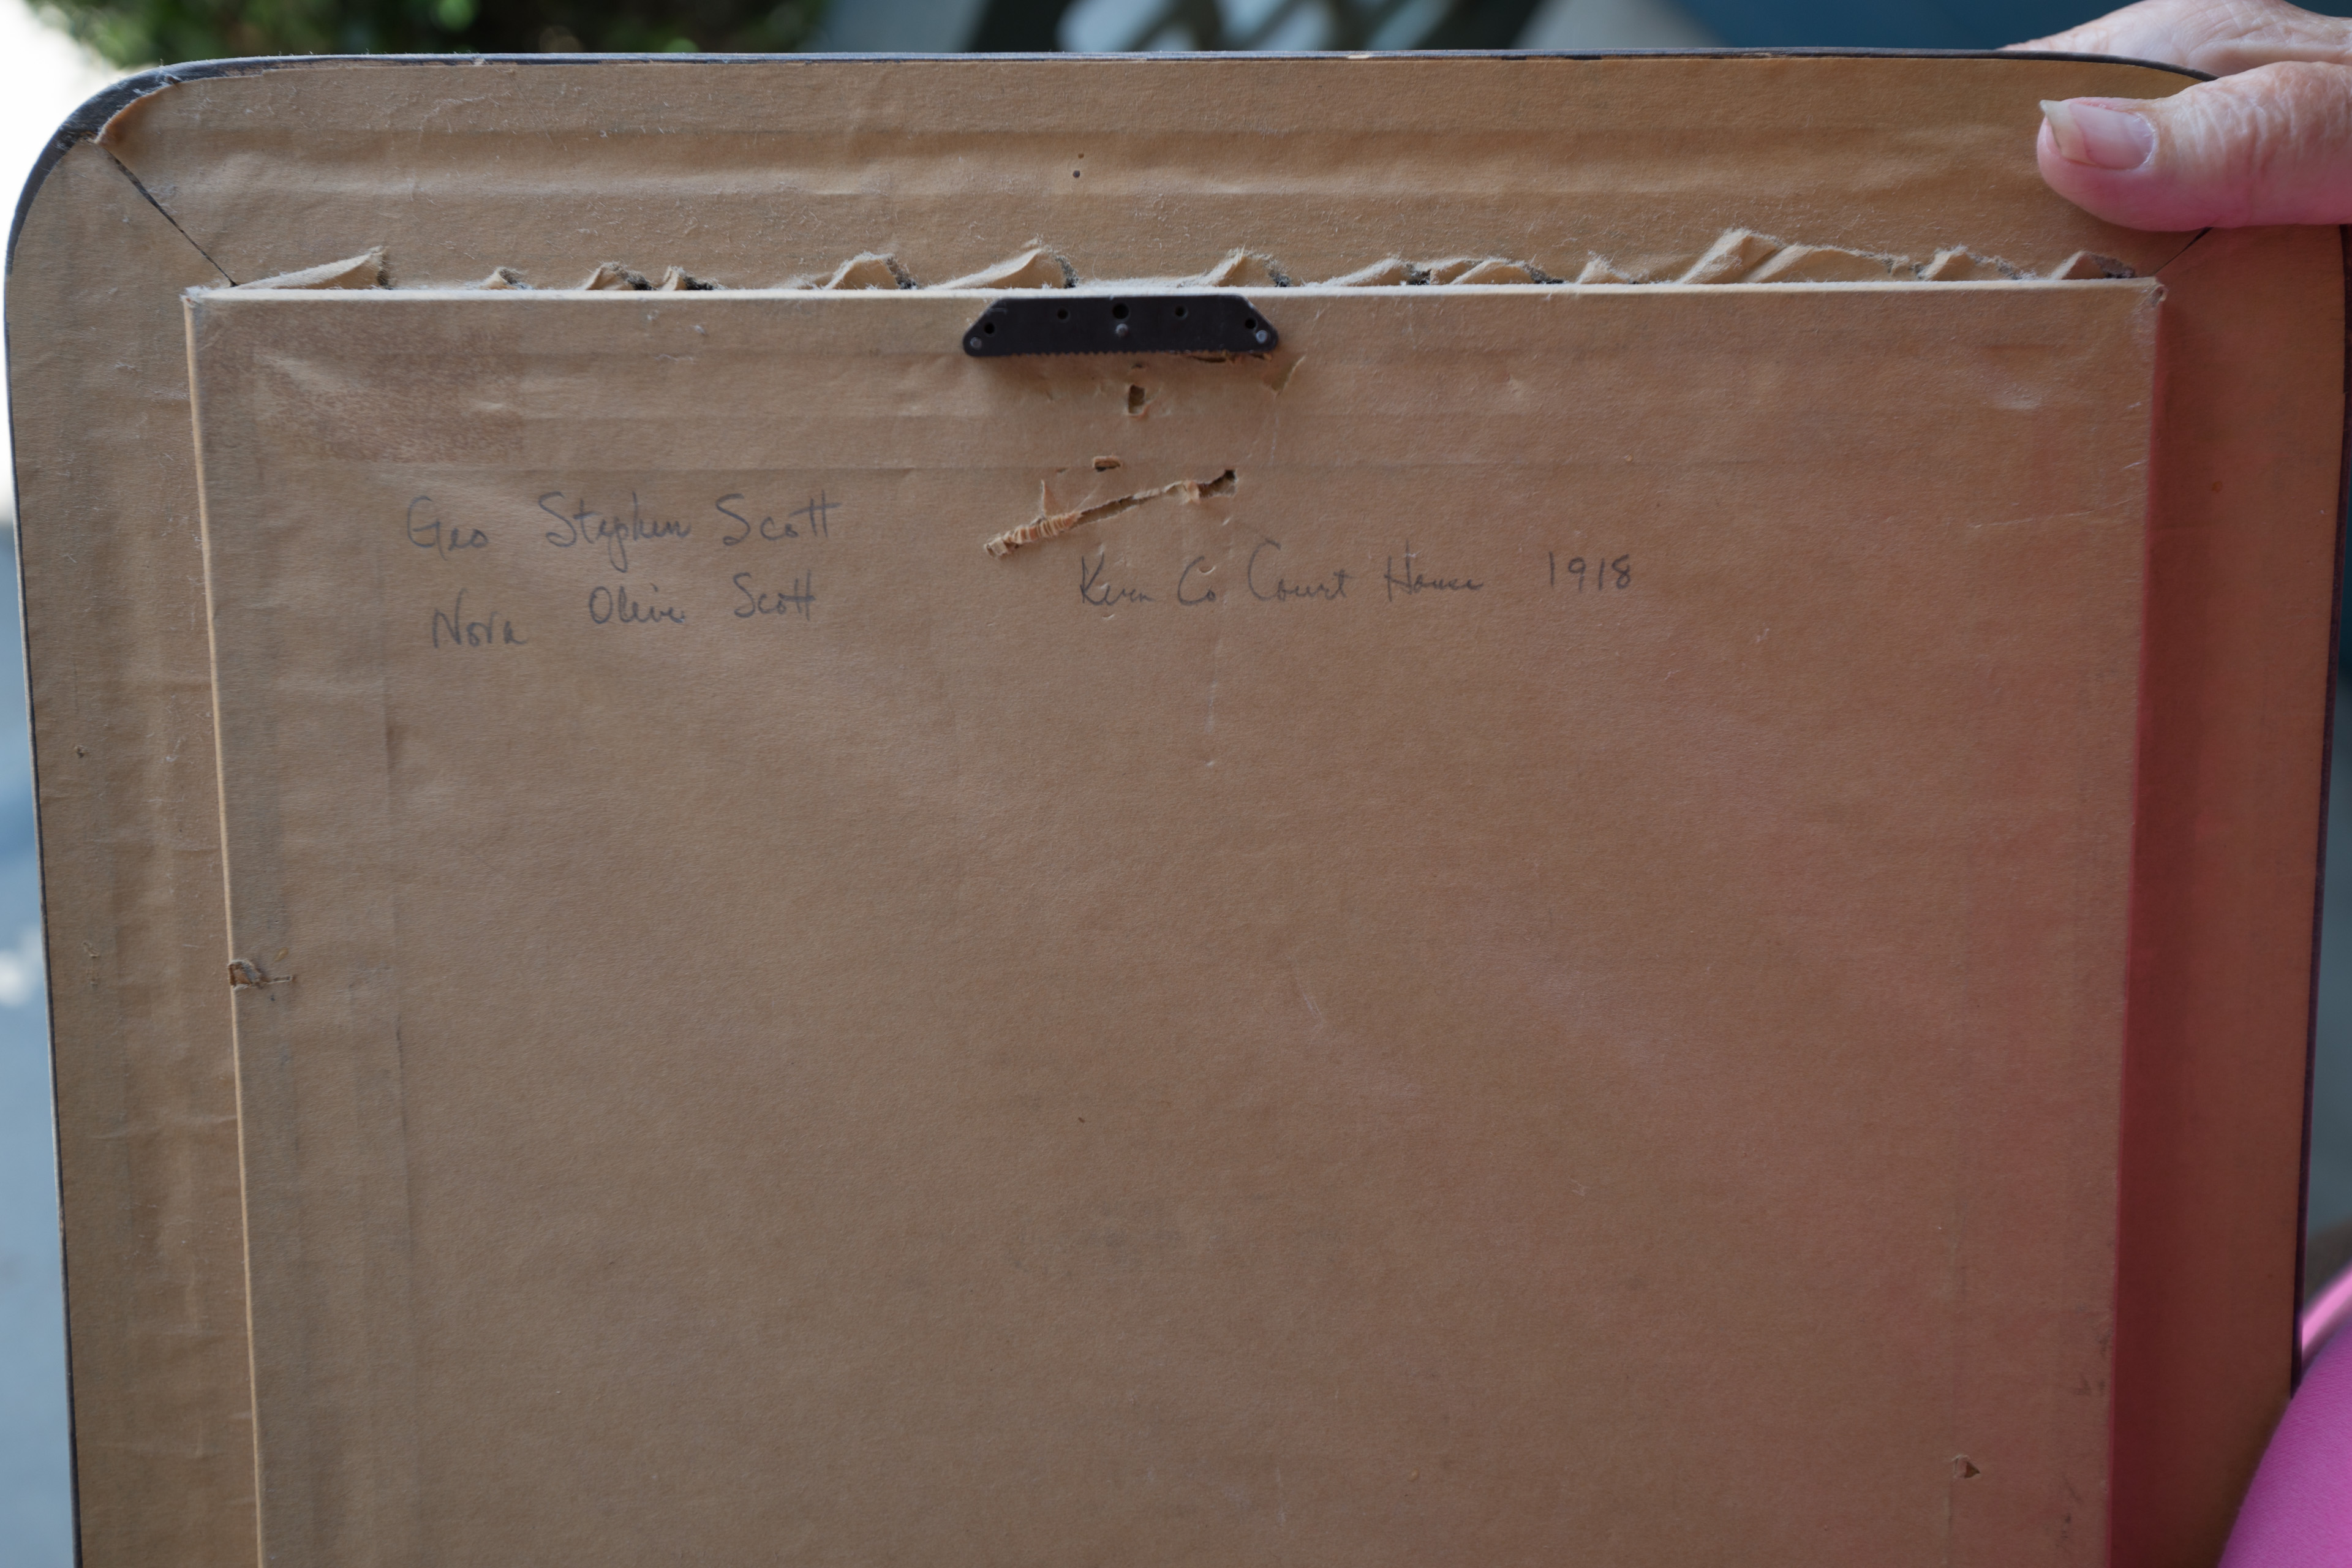 Geo Stephen Scott
Nora Olive Scott
Kern Co Court House 1918